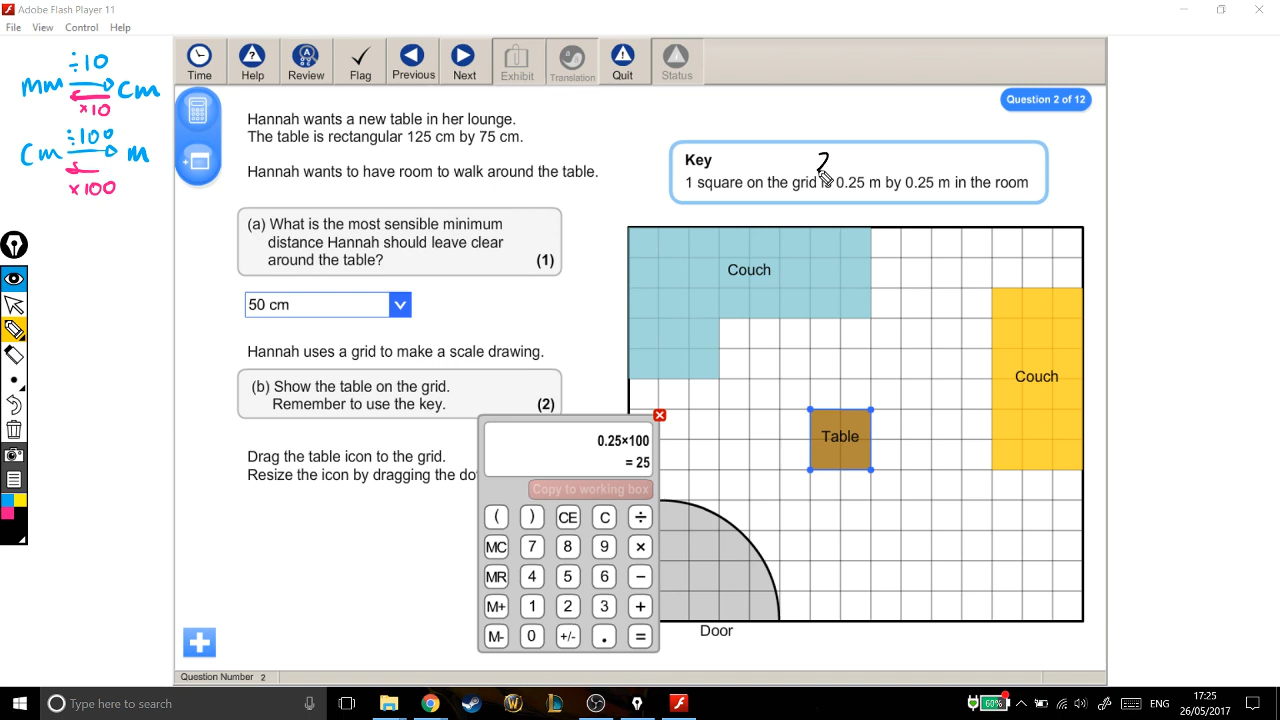 Adobe Flash Player 11
File View Control Help
÷10
mm → cm
×10
÷100
cm → m
×100
Time Help Review Flag Previous Next Exhibit Translation Quit Status
Question 2 of 12
Hannah wants a new table in her lounge.
The table is rectangular 125 cm by 75 cm.
Hannah wants to have room to walk around the table.
(a) What is the most sensible minimum
distance Hannah should leave clear
around the table? (1)
50 cm
Hannah uses a grid to make a scale drawing.
(b) Show the table on the grid.
Remember to use the key. (2)
Drag the table icon to the grid.
Resize the icon by dragging the do
Key
2
1 square on the grid is 0.25 m by 0.25 m in the room
Couch
Couch
Table
Door
0.25×100
= 25
Copy to working box
( ) CE C ÷
MC 7 8 9 ×
MR 4 5 6 −
M+ 1 2 3 +
M- 0 +/- . =
Question Number 2
Type here to search
60%
ENG
17:25
26/05/2017